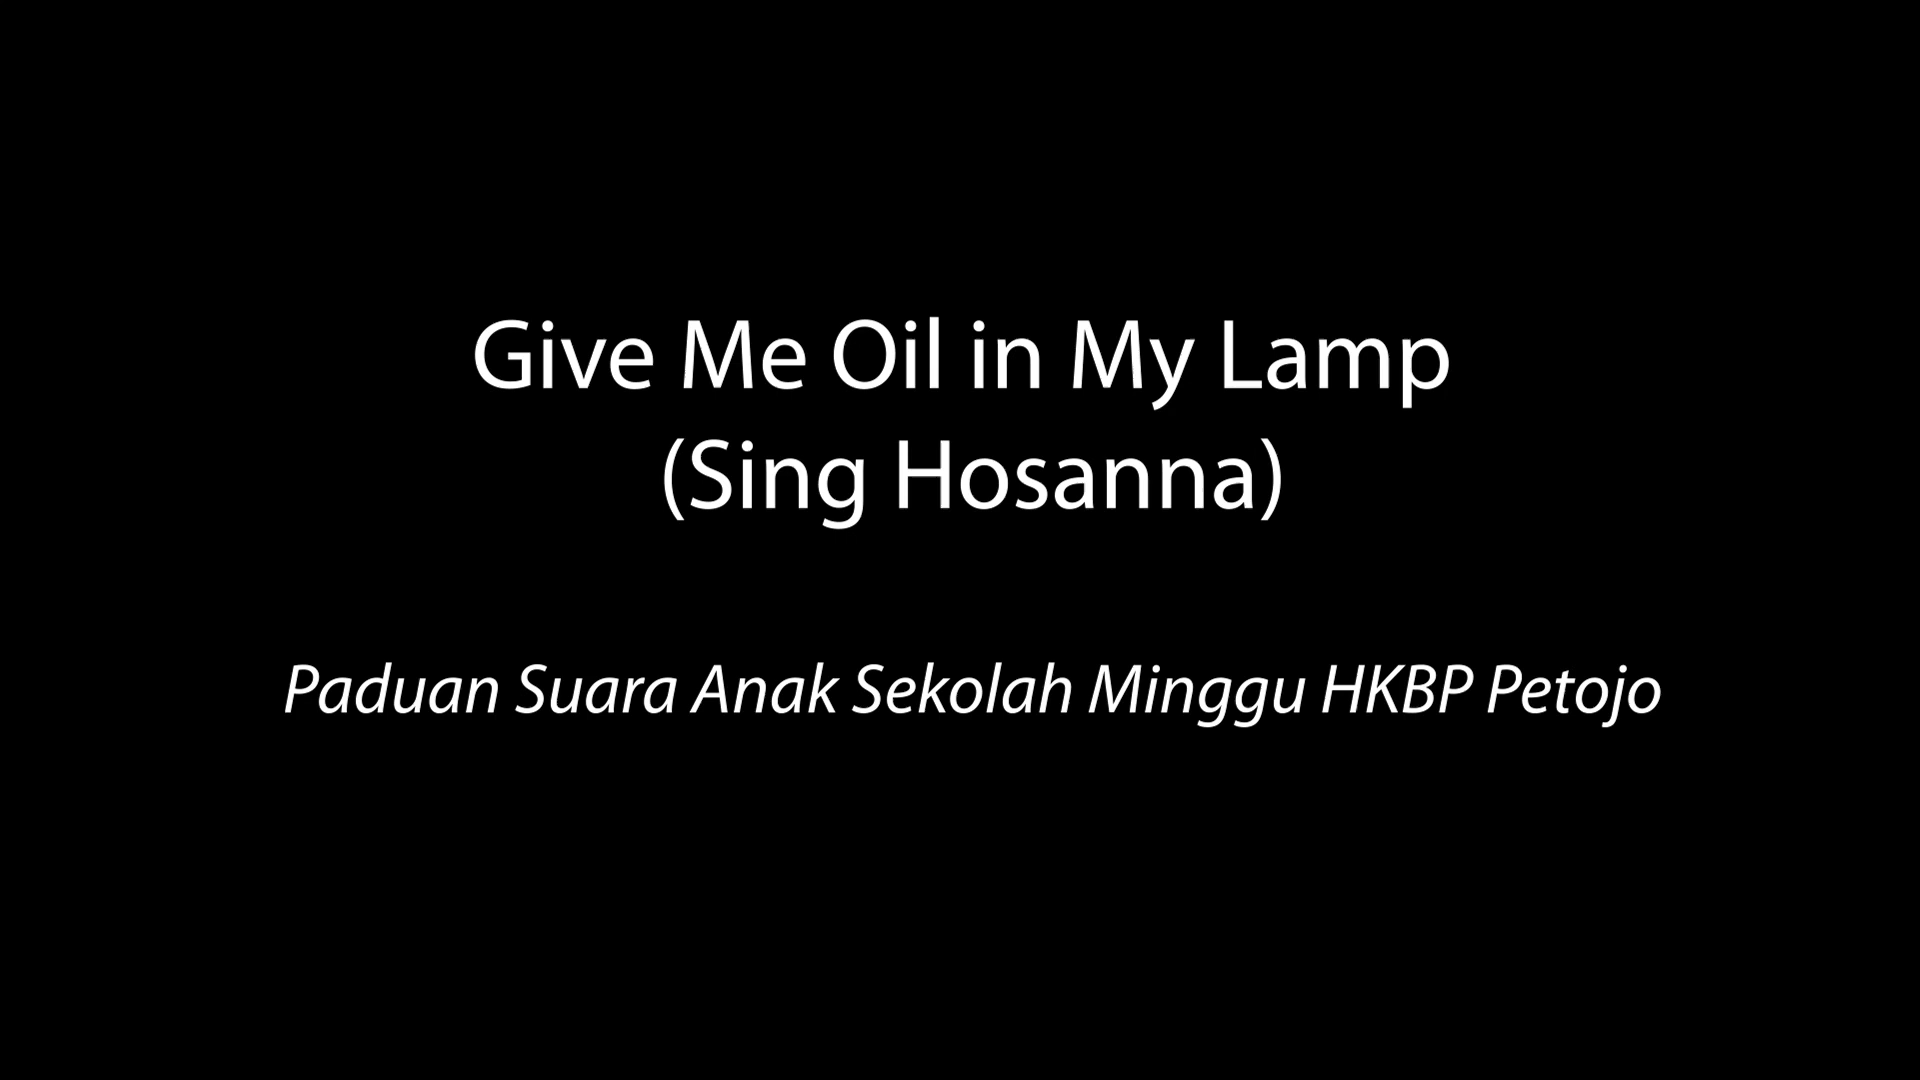 Give Me Oil in My Lamp
(Sing Hosanna)
Paduan Suara Anak Sekolah Minggu HKBP Petojo